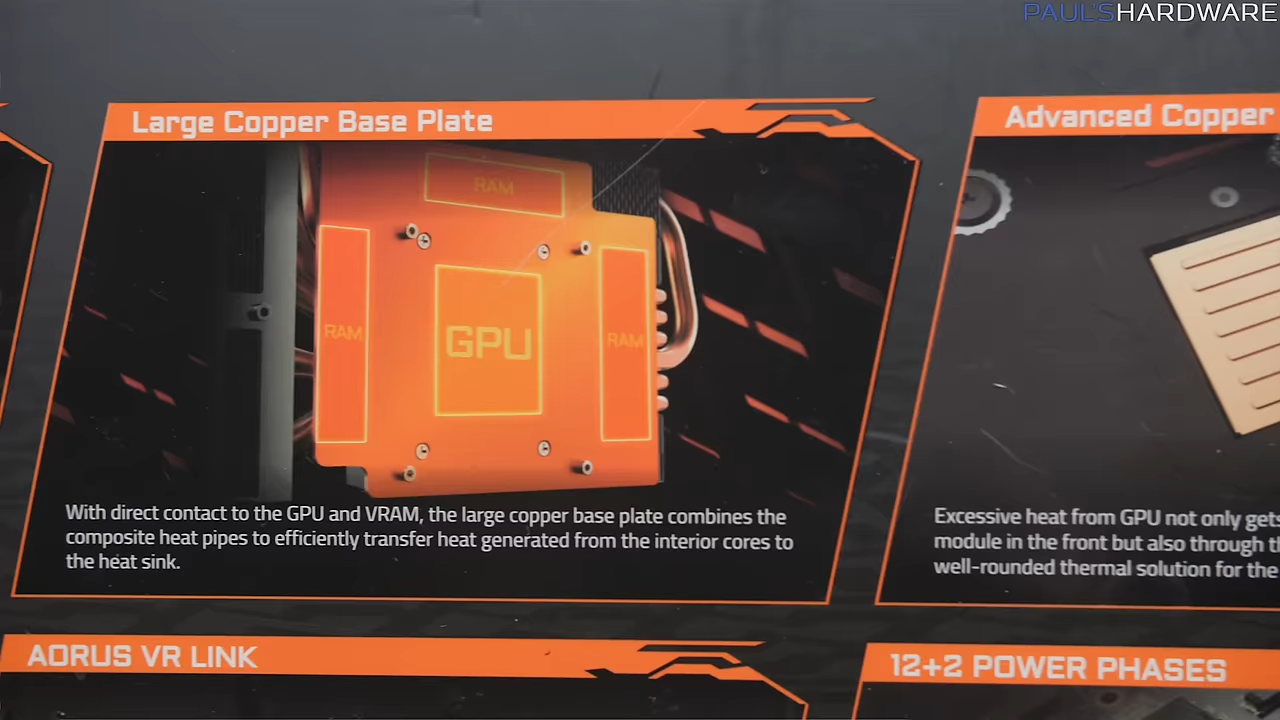 PAUL'SHARDWARE
Large Copper Base Plate
RAM
RAM
GPU
RAM
With direct contact to the GPU and VRAM, the large copper base plate combines the
composite heat pipes to efficiently transfer heat generated from the interior cores to
the heat sink.
Advanced Copper
Excessive heat from GPU not only gets
module in the front but also through
well-rounded thermal solution for the
AORUS VR LINK
12+2 POWER PHASES